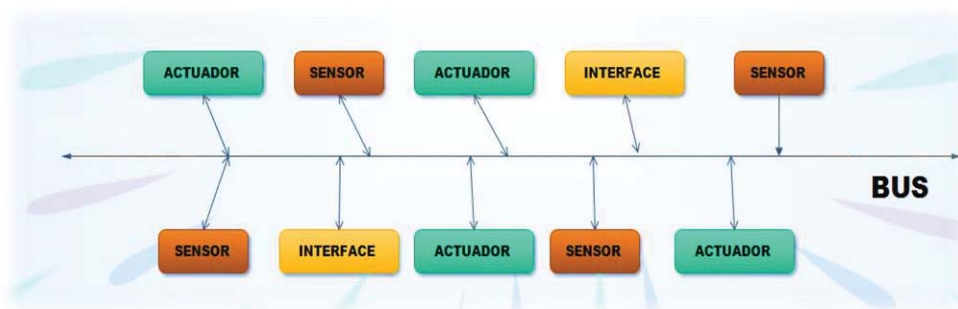 ACTUADOR
SENSOR
ACTUADOR
INTERFACE
SENSOR
BUS
SENSOR
INTERFACE
ACTUADOR
SENSOR
ACTUADOR